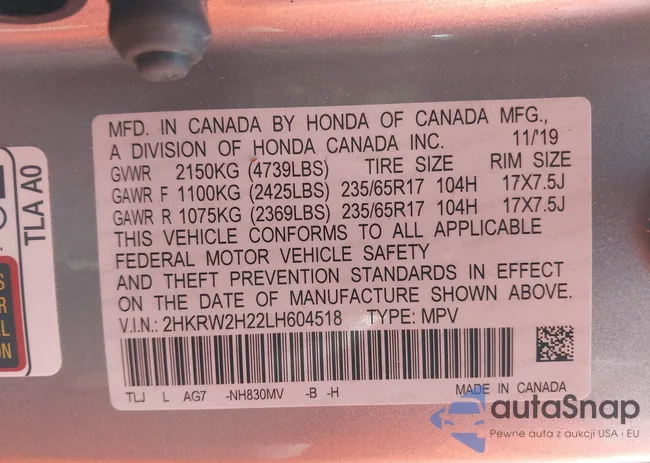 MFD. IN CANADA BY HONDA OF CANADA MFG.,
A DIVISION OF HONDA CANADA INC. 11/'19
GVWR 2150KG (4739LBS) TIRE SIZE RIM SIZE
GAWR F 1100KG (2425LBS) 235/65R17 104H 17X7.5J
GAWR R 1075KG (2369LBS) 235/65R17 104H 17X7.5J
THIS VEHICLE CONFORMS TO ALL APPLICABLE
FEDERAL MOTOR VEHICLE SAFETY
AND THEFT PREVENTION STANDARDS IN EFFECT
ON THE DATE OF MANUFACTURE SHOWN ABOVE.
V.I.N.: 2HKRW2H22LH604518 TYPE: MPV
TLJ L AG7 -NH830MV -B -H MADE IN CANADA
TLA A0
autaSnap
Pewne auta z aukcji USA i EU